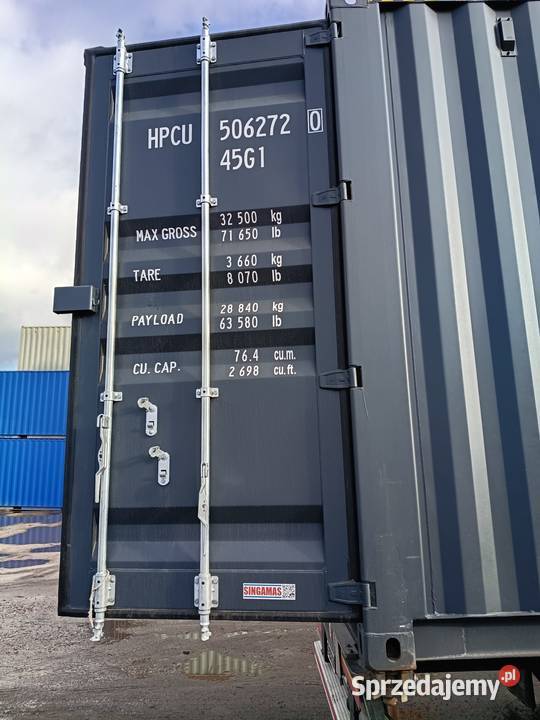 HPCU 506272 0
45G1
MAX GROSS 32 500 kg
71 650 lb
TARE 3 660 kg
8 070 lb
PAYLOAD 28 840 kg
63 580 lb
CU. CAP. 76.4 cu.m.
2 698 cu.ft.
SINGAMAS
Sprzedajemy.pl